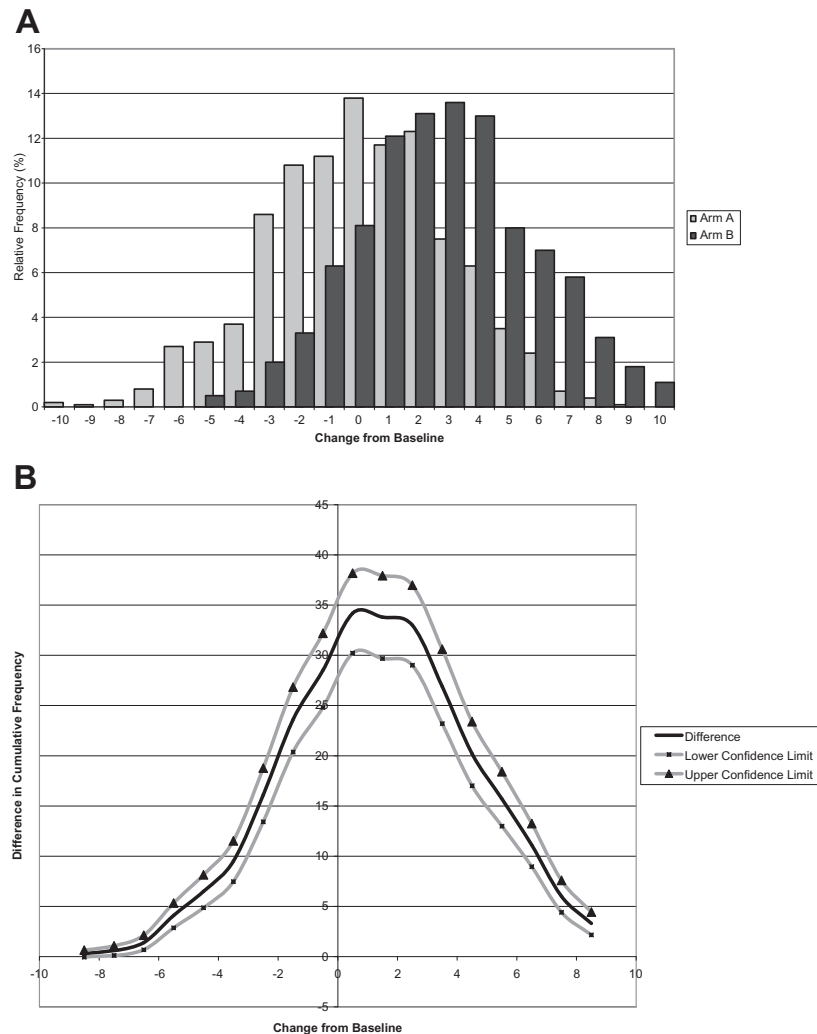 A
16
14
12
10
8
6
4
2
0
Relative Frequency (%)
-10 -9 -8 -7 -6 -5 -4 -3 -2 -1 0 1 2 3 4 5 6 7 8 9 10
Change from Baseline
Arm A
Arm B
B
45
40
35
30
25
20
15
10
5
0
-5
Difference in Cumulative Frequency
-10 -8 -6 -4 -2 0 2 4 6 8 10
Change from Baseline
Difference
Lower Confidence Limit
Upper Confidence Limit